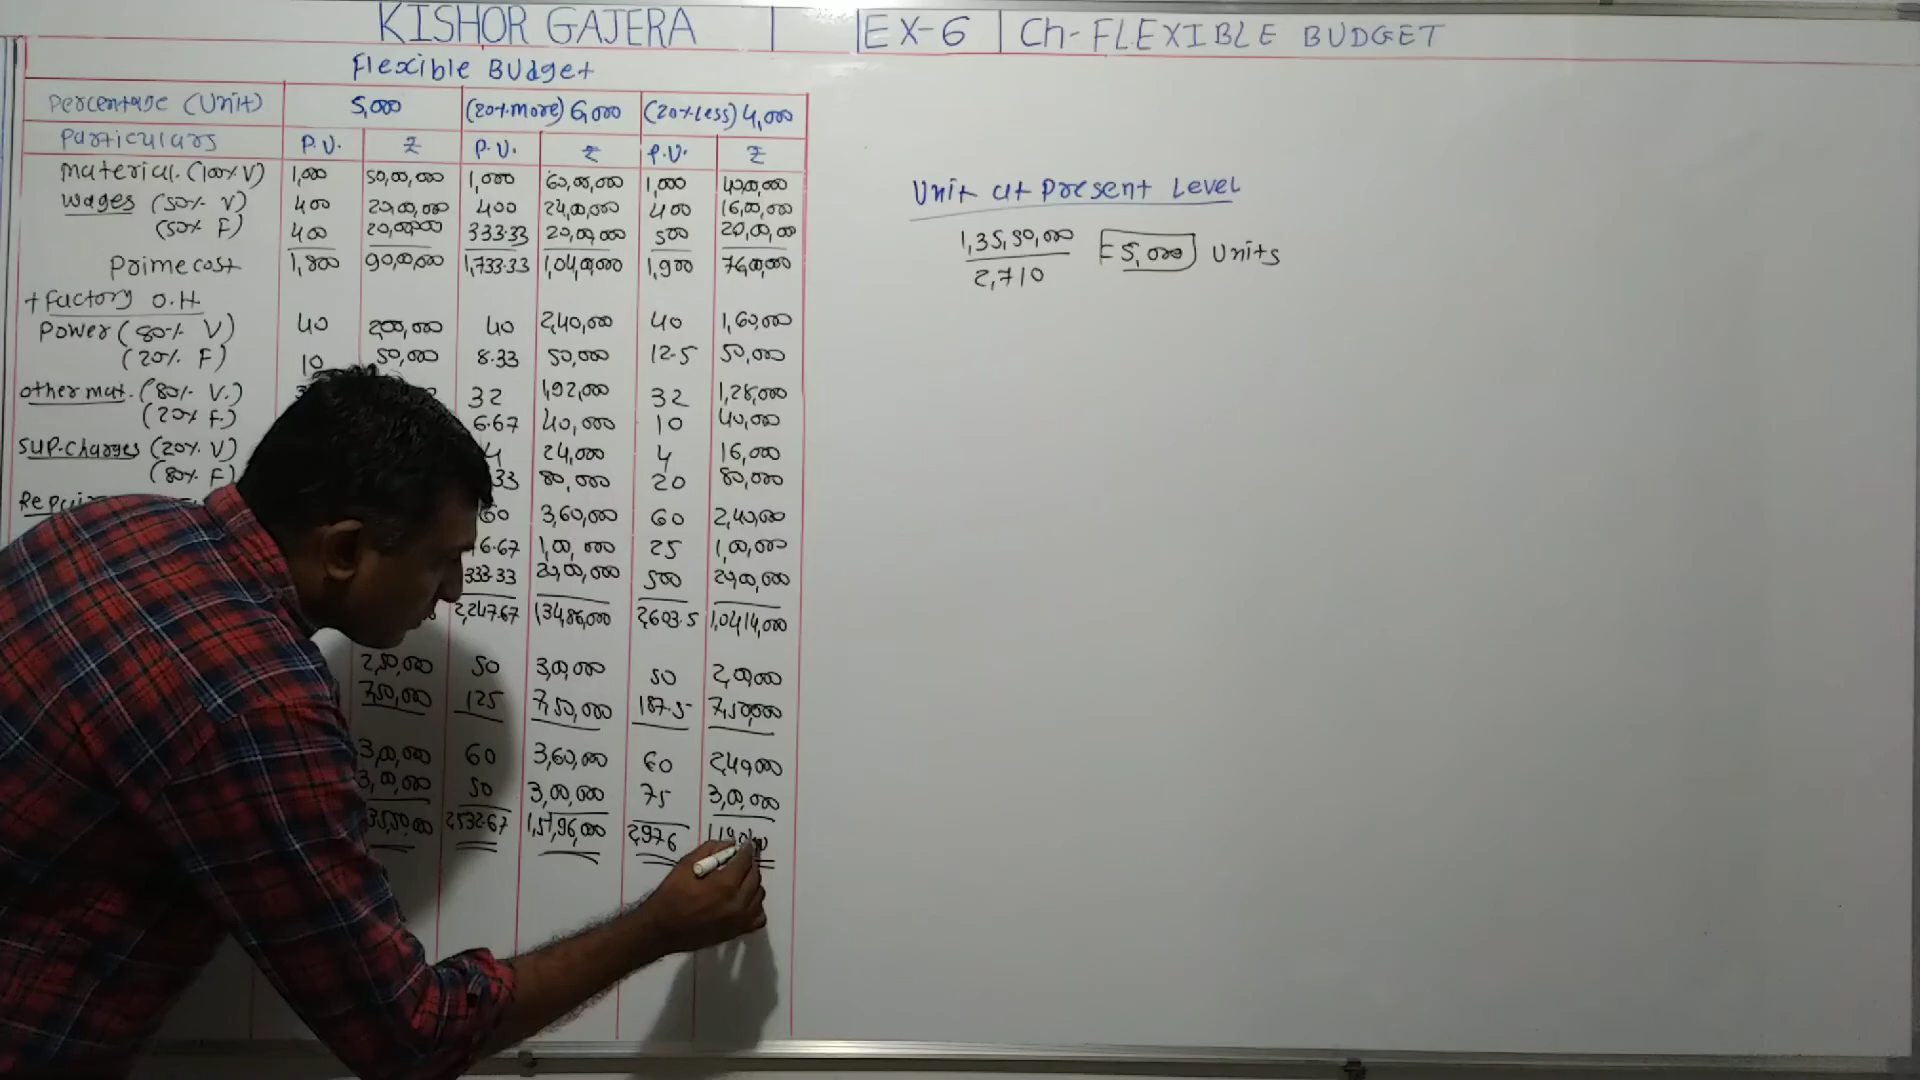 KISHOR GAJERA EX-6 Ch-FLEXIBLE BUDGET
Flexible BUdget
Percentage (Unit) 5,000 (20% more) 6,000 (20% Less) 4,000
Particulars P.U. ₹ P.U. ₹ P.U. ₹
Material. (100% V) 1,000 50,00,000 1,000 60,00,000 1,000 40,00,000
Wages (50% V) 400 20,00,000 400 24,00,000 400 16,00,000
(50% F) 400 20,00,000 333.33 20,00,000 500 20,00,000
Prime cost 1,800 90,00,000 1,733.33 1,04,00,000 1,900 76,00,000
+ Factory O.H
Power (80% V) 40 2,00,000 40 2,40,000 40 1,60,000
(20% F) 10 50,000 8.33 50,000 12.5 50,000
other mat. (80% V.) 32 1,92,000 32 1,28,000
(20% F.) 6.67 40,000 10 40,000
SUP. Charges (20% V) 4 24,000 4 16,000
(80% F) 33 80,000 20 80,000
60 3,60,000 60 2,40,000
6.67 1,00,000 25 1,00,000
333.33 20,00,000 500 20,00,000
2,247.67 1,34,86,000 2,603.5 1,04,14,000
2,50,000 50 3,00,000 50 2,00,000
7,50,000 125 7,50,000 187.5 7,50,000
3,00,000 60 3,60,000 60 2,40,000
3,00,000 50 3,00,000 75 3,00,000
35,50,000 2,532.67 1,51,96,000 2,976
Unit at Present Level
1,35,50,000
2,710
= 5,000 Units